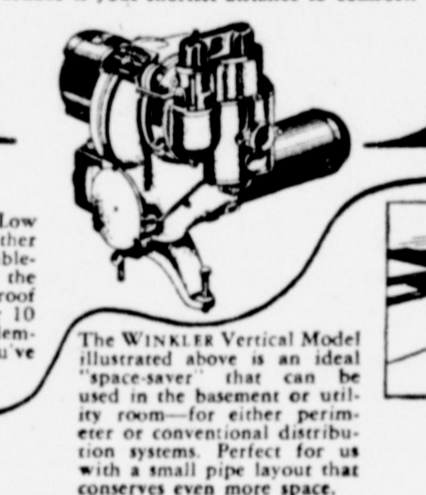 Low
ther
ble-
the
roof
10
lem-
u've
The WINKLER Vertical Model
illustrated above is an ideal
"space-saver" that can be
used in the basement or util-
ity room—for either perim-
eter or conventional distribu-
tion systems. Perfect for us
with a small pipe layout that
conserves even more space.